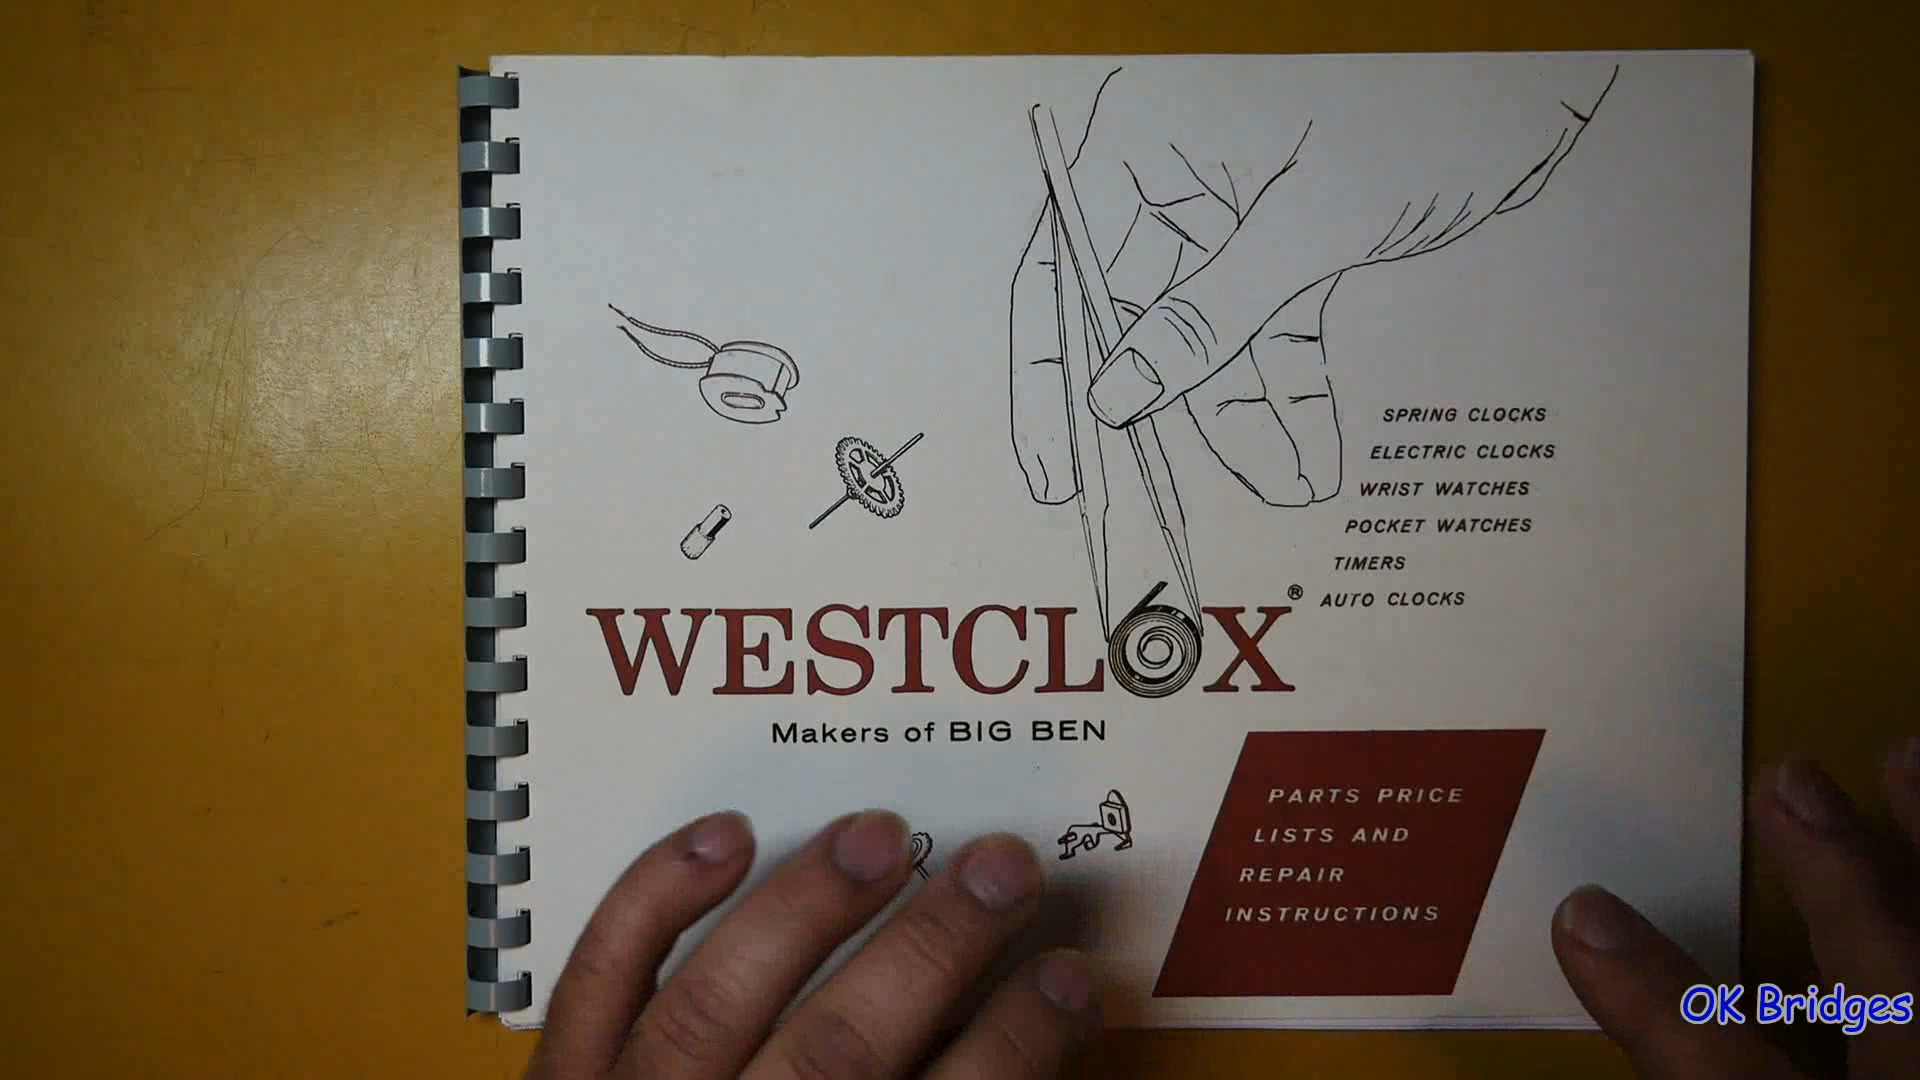 SPRING CLOCKS
ELECTRIC CLOCKS
WRIST WATCHES
POCKET WATCHES
TIMERS
AUTO CLOCKS
WESTCLOX®
Makers of BIG BEN
PARTS PRICE
LISTS AND
REPAIR
INSTRUCTIONS
OK Bridges